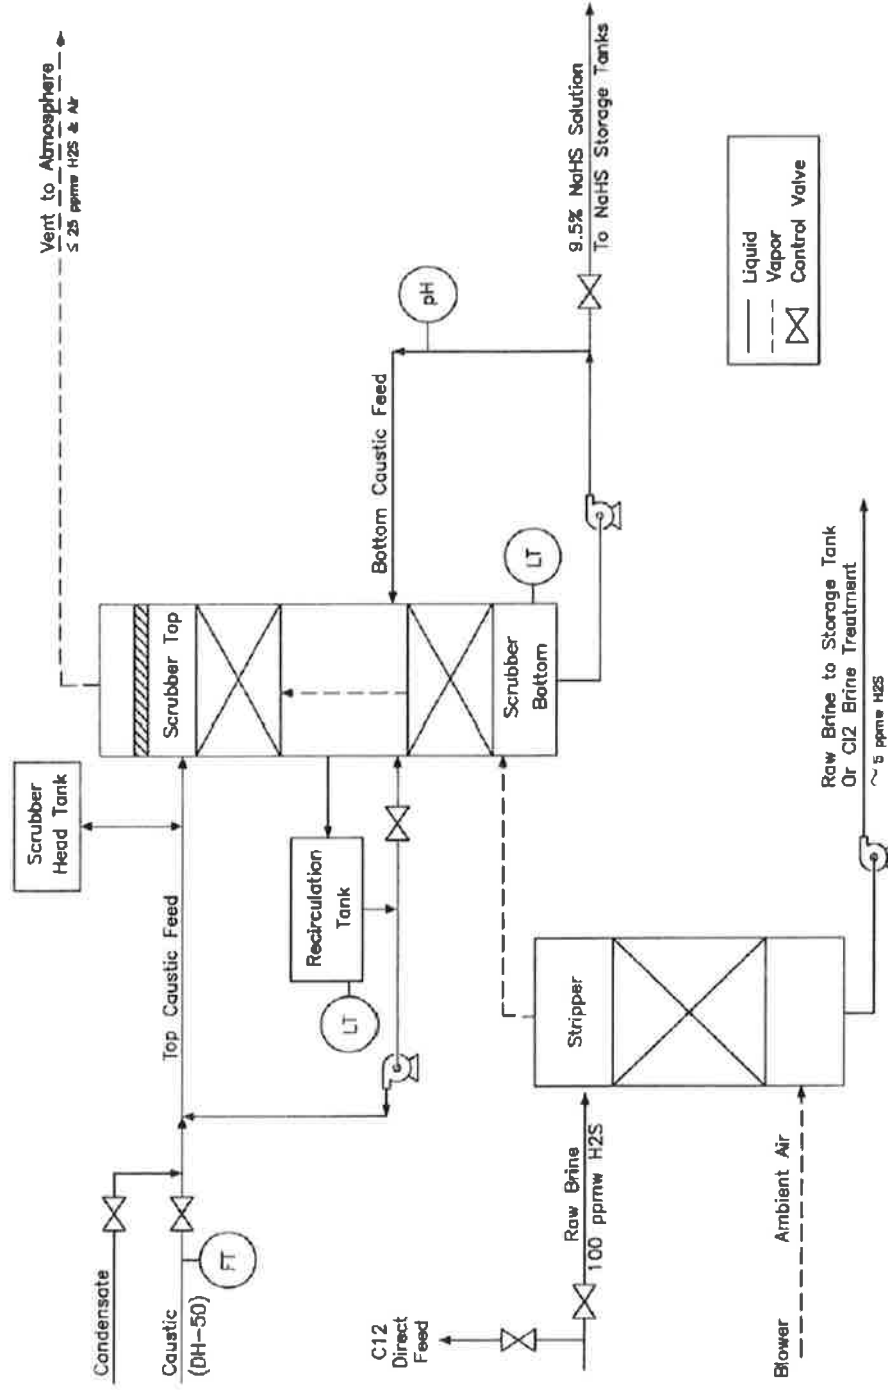 Condensate
Caustic
(DH-50)
FT
Top Caustic Feed
Scrubber
Head Tank
Recirculation
Tank
LT
Scrubber Top
Scrubber
Bottom
LT
Vent to Atmosphere
≤ 25 ppmw H2S & Air
Bottom Caustic Feed
pH
9.5% NaHS Solution
To NaHS Storage Tanks
C12
Direct
Feed
Raw Brine
100 ppmw H2S
Stripper
Blower Ambient Air
Raw Brine to Storage Tank
Or Cl2 Brine Treatment
~ 5 ppmw H2S
Liquid
Vapor
Control Valve